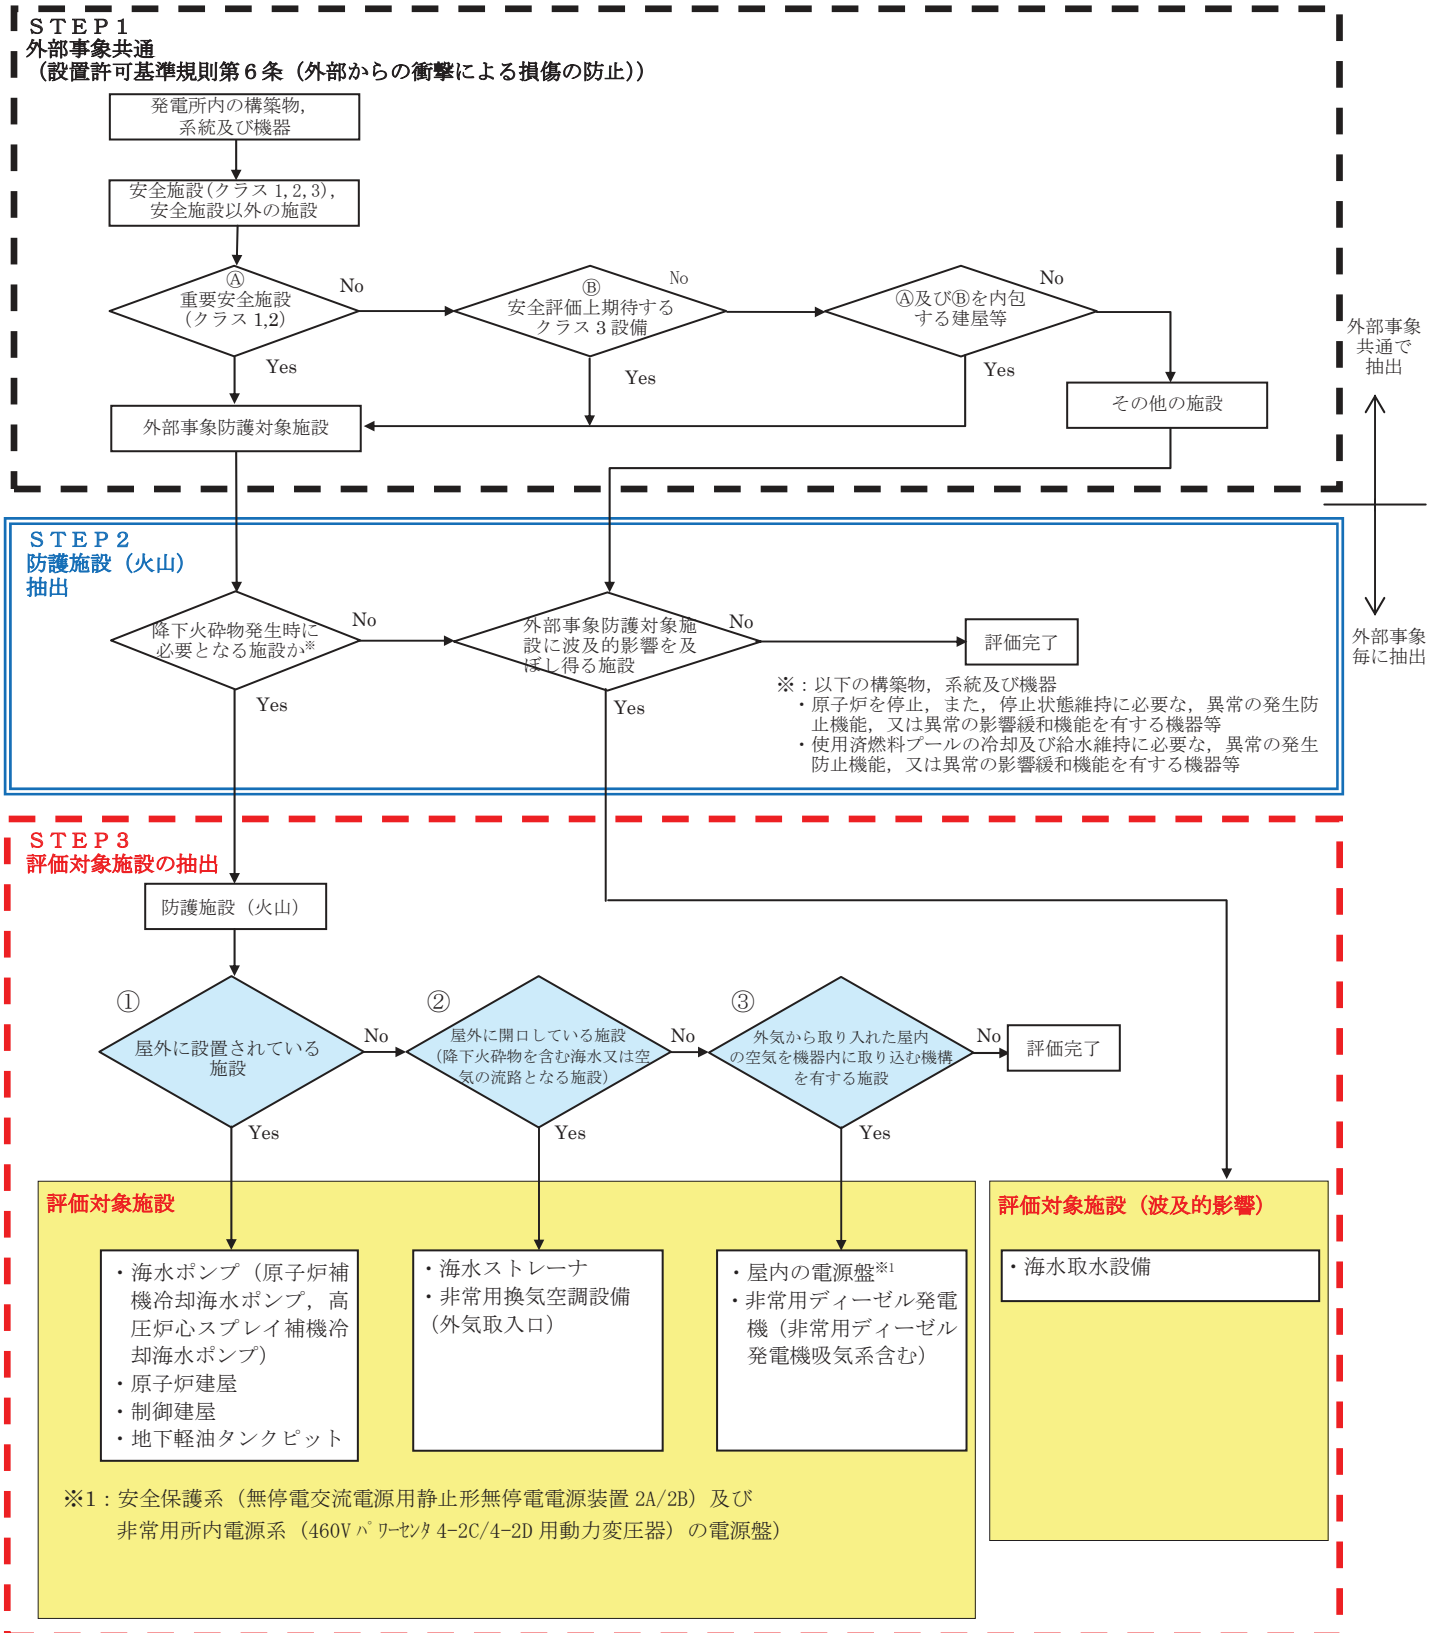 ＳＴＥＰ１
外部事象共通
（設置許可基準規則第６条（外部からの衝撃による損傷の防止））
発電所内の構築物，
系統及び機器
安全施設(クラス 1, 2, 3)，
安全施設以外の施設
Ⓐ
重要安全施設
（クラス 1,2）
No
Yes
Ⓑ
安全評価上期待する
クラス 3 設備
No
Yes
Ⓐ及びⒷを内包
する建屋等
No
Yes
外部事象防護対象施設
その他の施設
外部事象
共通で
抽出
外部事象
毎に抽出
ＳＴＥＰ２
防護施設（火山）
抽出
降下火砕物発生時に
必要となる施設か※
No
Yes
外部事象防護対象施
設に波及的影響を及
ぼし得る施設
No
Yes
評価完了
※：以下の構築物，系統及び機器
・原子炉を停止，また，停止状態維持に必要な，異常の発生防
止機能，又は異常の影響緩和機能を有する機器等
・使用済燃料プールの冷却及び給水維持に必要な，異常の発生
防止機能，又は異常の影響緩和機能を有する機器等
ＳＴＥＰ３
評価対象施設の抽出
防護施設（火山）
①
屋外に設置されている
施設
No
Yes
②
屋外に開口している施設
（降下火砕物を含む海水又は空
気の流路となる施設）
No
Yes
③
外気から取り入れた屋内
の空気を機器内に取り込む機構
を有する施設
No
Yes
評価完了
評価対象施設
・海水ポンプ（原子炉補
機冷却海水ポンプ，高
圧炉心スプレイ補機冷
却海水ポンプ）
・原子炉建屋
・制御建屋
・地下軽油タンクピット
・海水ストレーナ
・非常用換気空調設備
（外気取入口）
・屋内の電源盤※1
・非常用ディーゼル発電
機（非常用ディーゼル
発電機吸気系含む）
※1：安全保護系（無停電交流電源用静止形無停電電源装置 2A/2B）及び
非常用所内電源系（460V ﾊﾟﾜｰｾﾝﾀ 4-2C/4-2D 用動力変圧器）の電源盤）
評価対象施設（波及的影響）
・海水取水設備